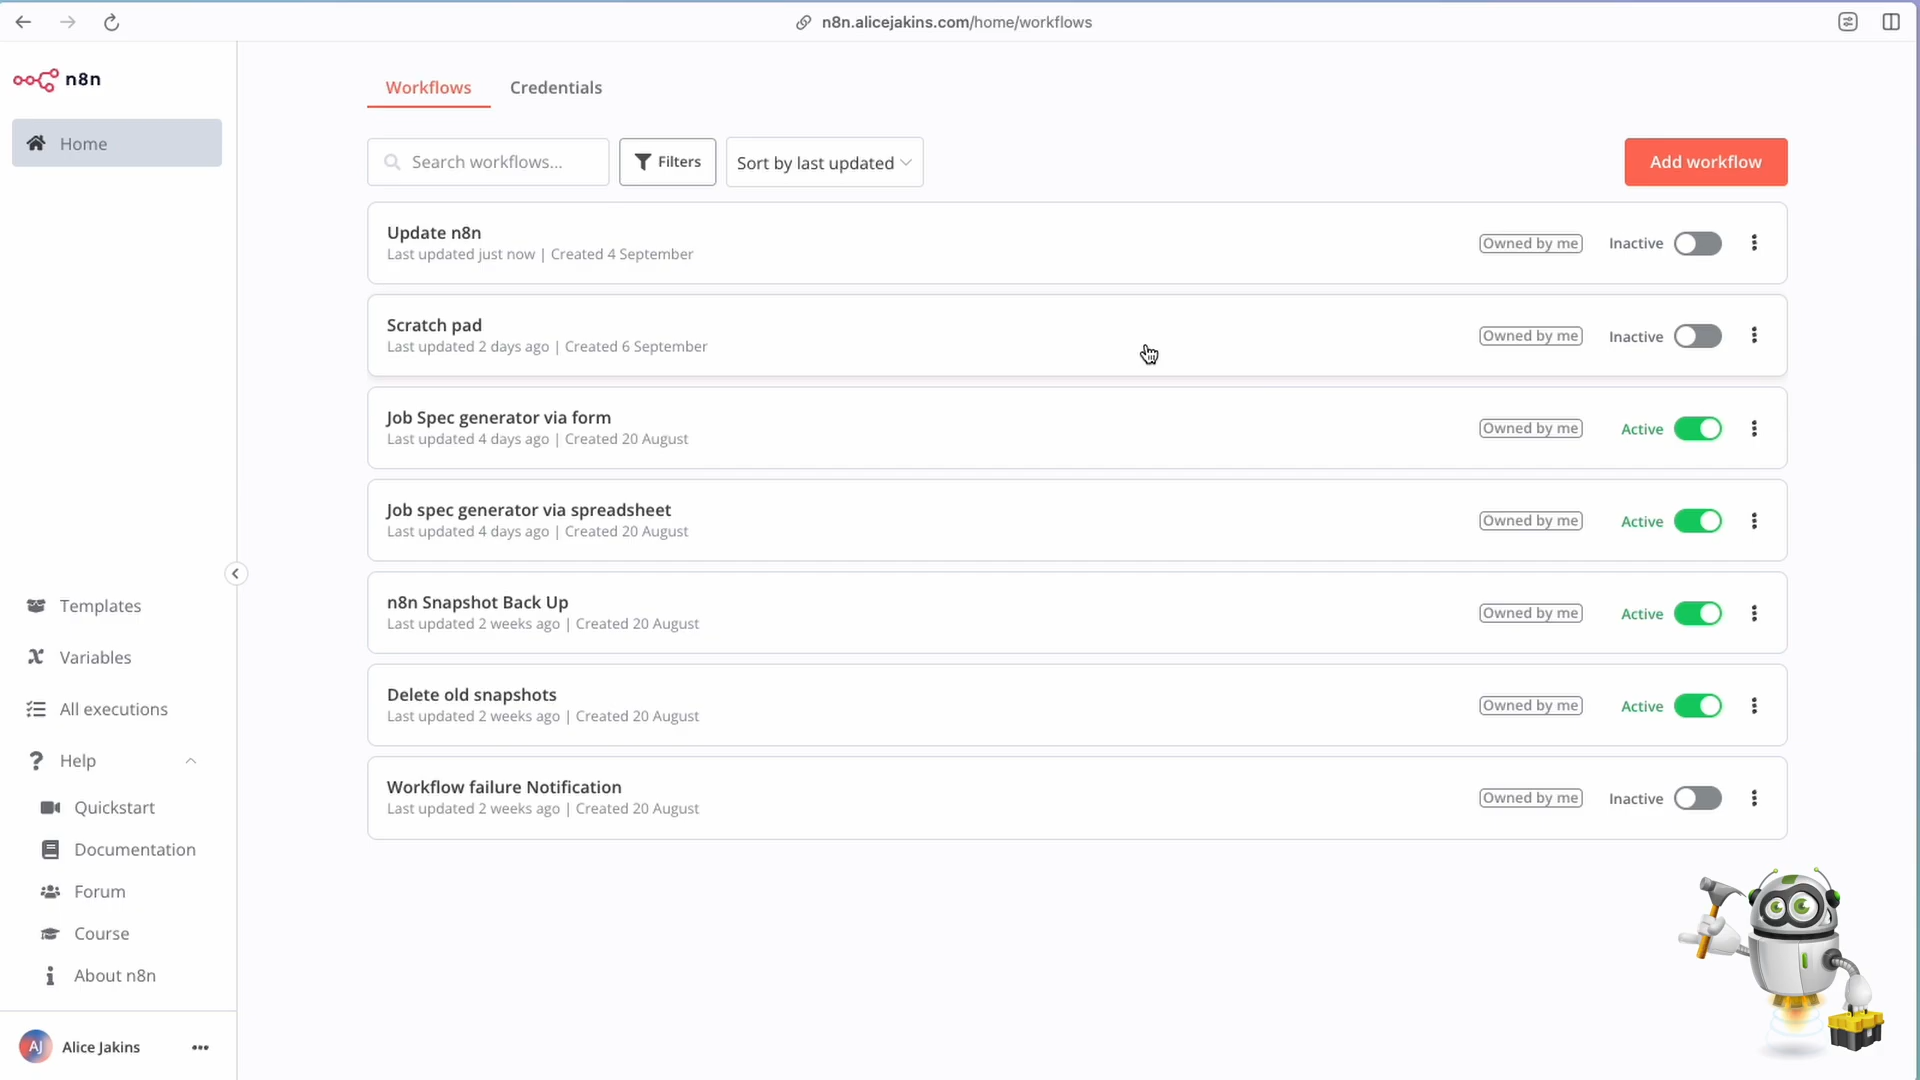 n8n.alicejakins.com/home/workflows
n8n
Home
Templates
Variables
All executions
Help
Quickstart
Documentation
Forum
Course
About n8n
AJ Alice Jakins
Workflows Credentials
Search workflows... Filters Sort by last updated Add workflow
Update n8n
Last updated just now | Created 4 September
Owned by me Inactive
Scratch pad
Last updated 2 days ago | Created 6 September
Owned by me Inactive
Job Spec generator via form
Last updated 4 days ago | Created 20 August
Owned by me Active
Job spec generator via spreadsheet
Last updated 4 days ago | Created 20 August
Owned by me Active
n8n Snapshot Back Up
Last updated 2 weeks ago | Created 20 August
Owned by me Active
Delete old snapshots
Last updated 2 weeks ago | Created 20 August
Owned by me Active
Workflow failure Notification
Last updated 2 weeks ago | Created 20 August
Owned by me Inactive